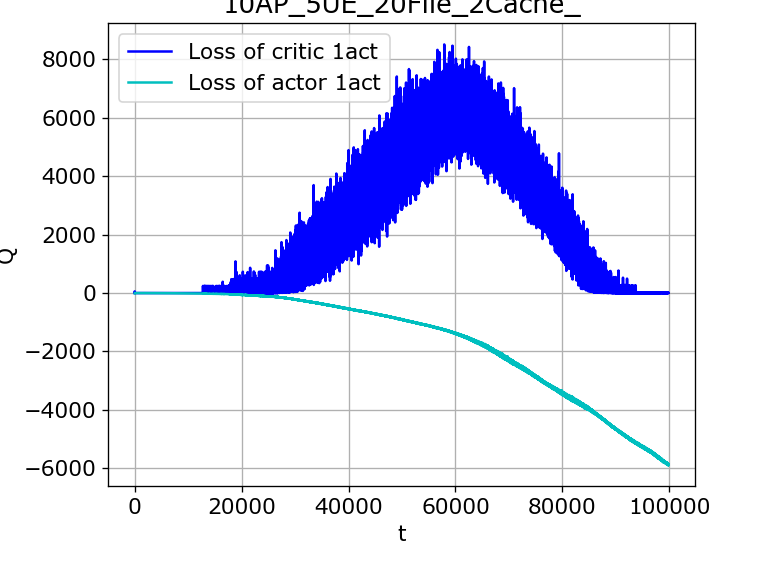 10AP_5UE_20File_2Cache_
Loss of critic 1act
Loss of actor 1act
8000
6000
4000
2000
0
−2000
−4000
−6000
Q
0 20000 40000 60000 80000 100000
t